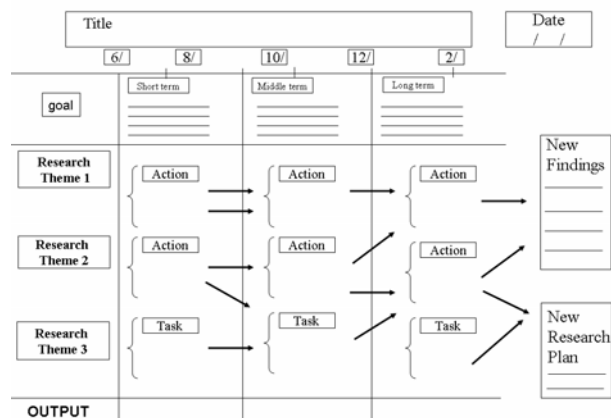 Title
Date
/ /
6/
8/
10/
12/
2/
Short term
Middle term
Long term
goal
Research
Theme 1
Action
Action
Action
New
Findings
Research
Theme 2
Action
Action
Action
Research
Theme 3
Task
Task
Task
New
Research
Plan
OUTPUT